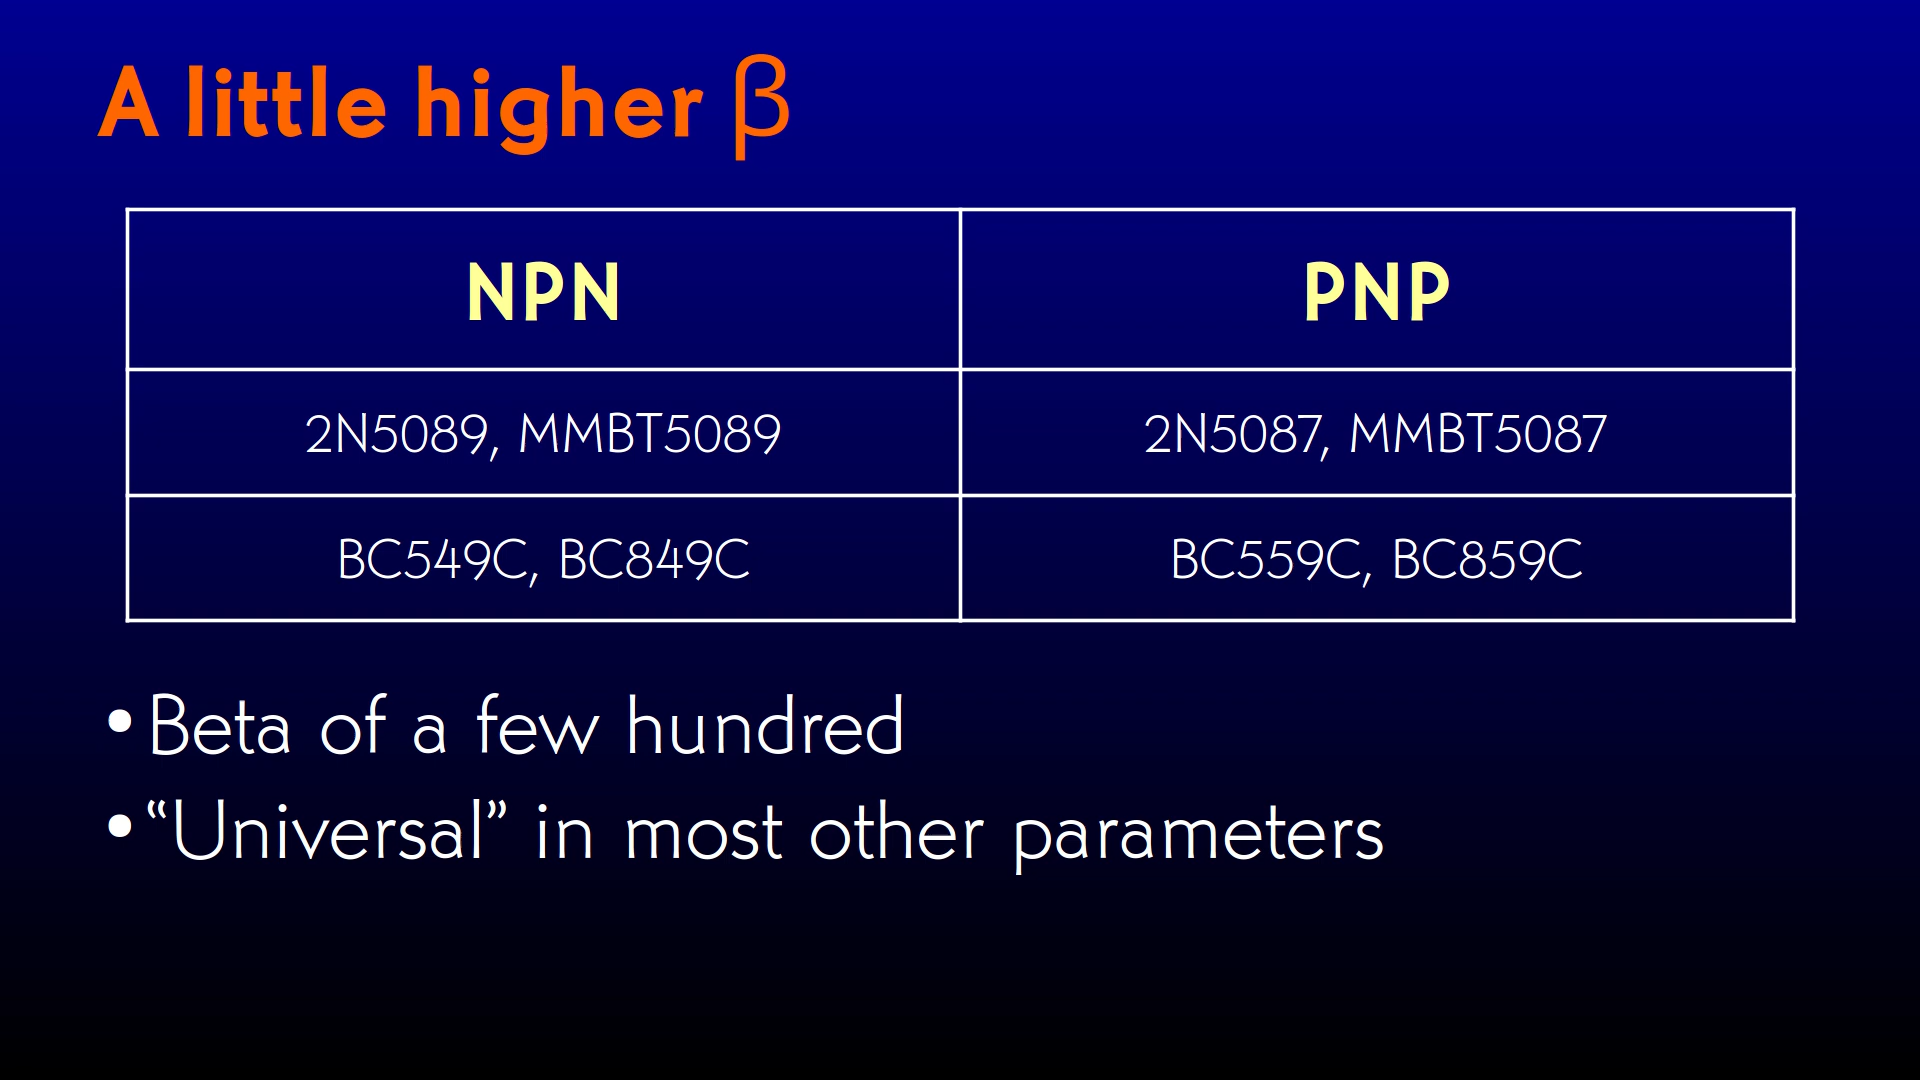 A little higher β
NPN
PNP
2N5089, MMBT5089
2N5087, MMBT5087
BC549C, BC849C
BC559C, BC859C
• Beta of a few hundred
• “Universal” in most other parameters